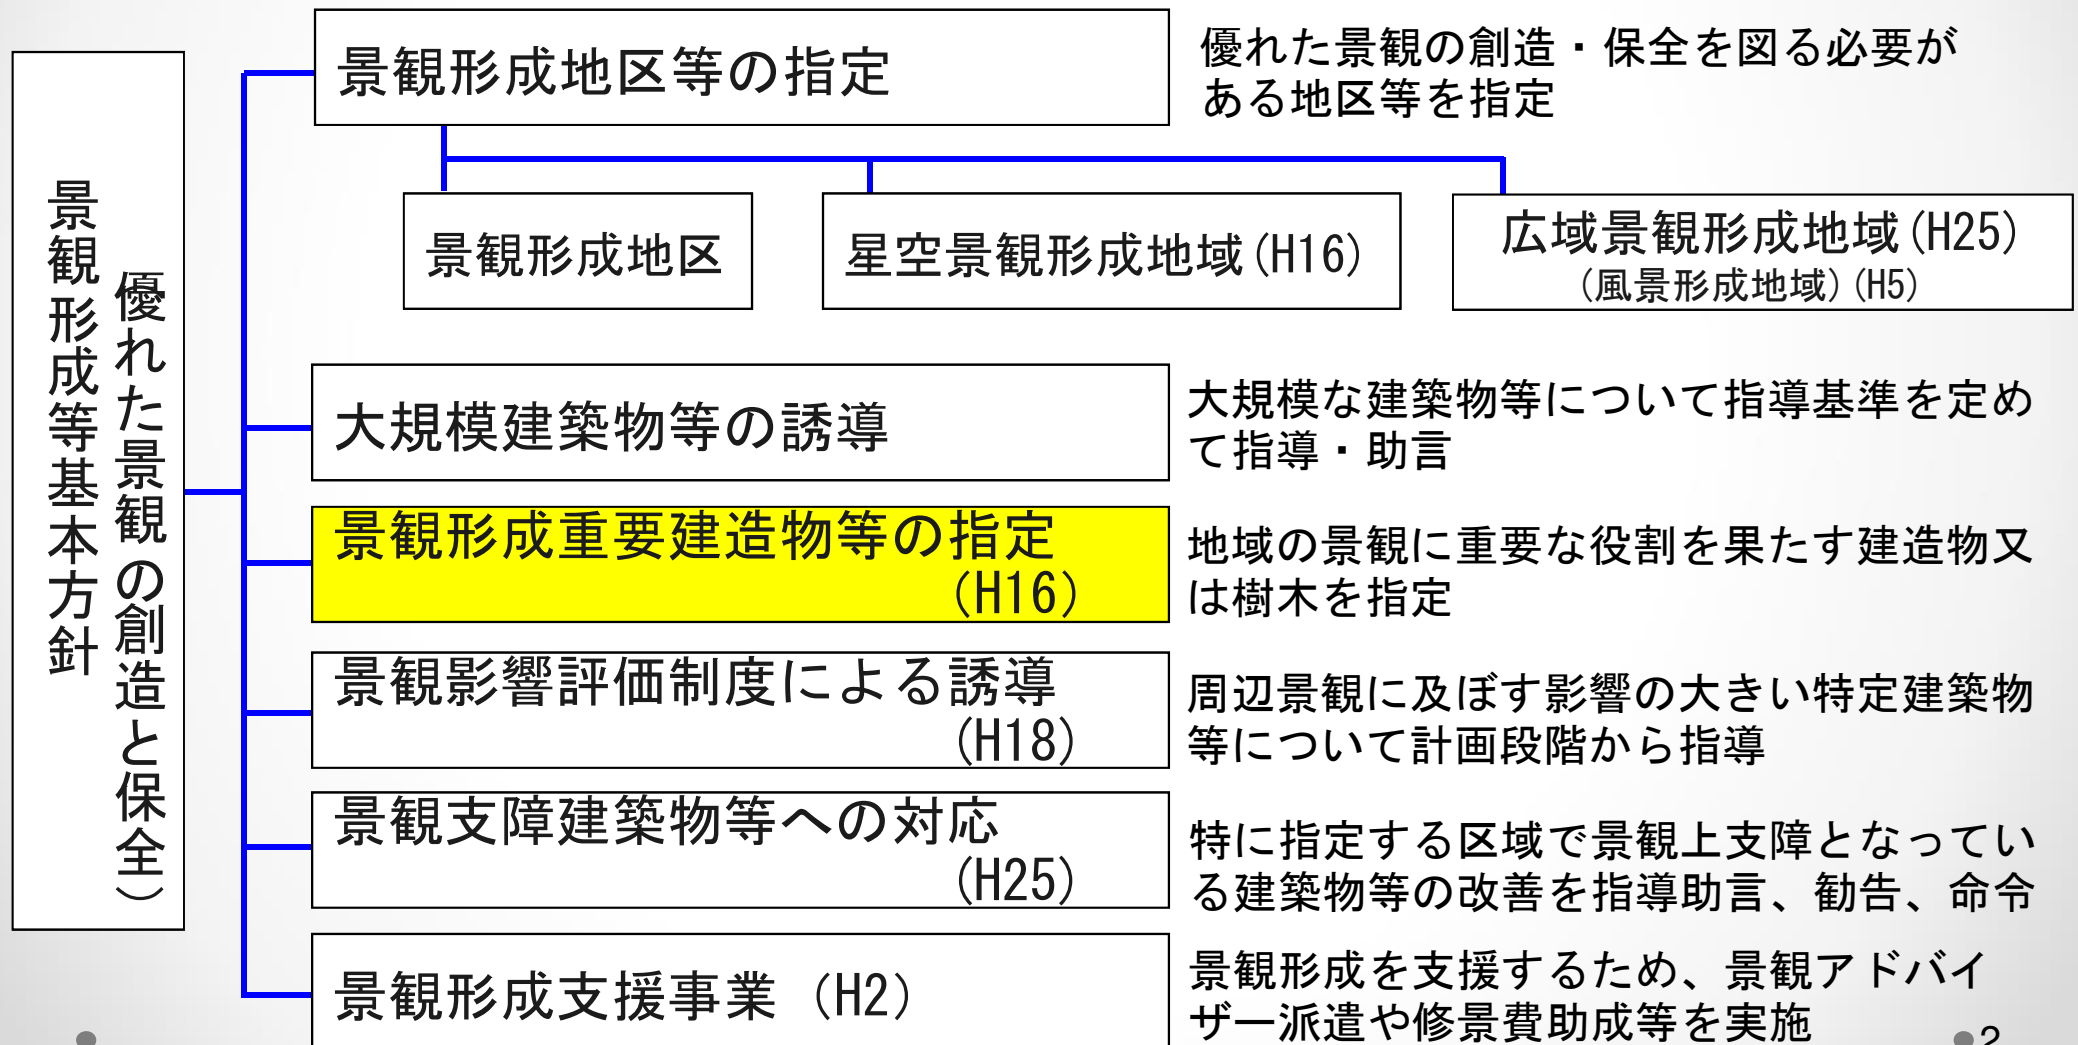 景観形成等基本方針
優れた景観の創造と保全）
景観形成地区等の指定
優れた景観の創造・保全を図る必要が
ある地区等を指定
景観形成地区
星空景観形成地域(H16)
広域景観形成地域(H25)
(風景形成地域)(H5)
大規模建築物等の誘導
大規模な建築物等について指導基準を定め
て指導・助言
景観形成重要建造物等の指定
(H16)
地域の景観に重要な役割を果たす建造物又
は樹木を指定
景観影響評価制度による誘導
(H18)
周辺景観に及ぼす影響の大きい特定建築物
等について計画段階から指導
景観支障建築物等への対応
(H25)
特に指定する区域で景観上支障となってい
る建築物等の改善を指導助言、勧告、命令
景観形成支援事業（H2）
景観形成を支援するため、景観アドバイ
ザー派遣や修景費助成等を実施
2